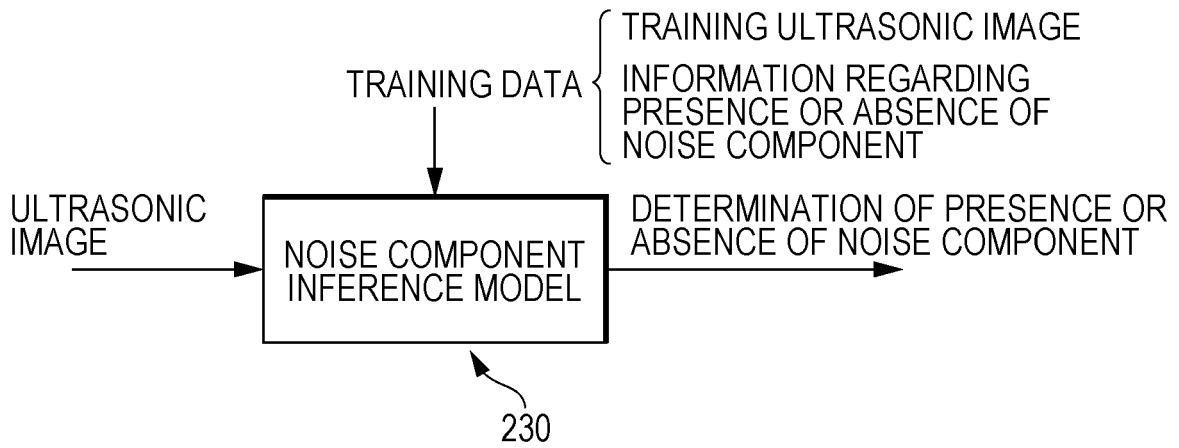 TRAINING DATA
TRAINING ULTRASONIC IMAGE
INFORMATION REGARDING
PRESENCE OR ABSENCE OF
NOISE COMPONENT
ULTRASONIC
IMAGE
NOISE COMPONENT
INFERENCE MODEL
DETERMINATION OF PRESENCE OR
ABSENCE OF NOISE COMPONENT
230